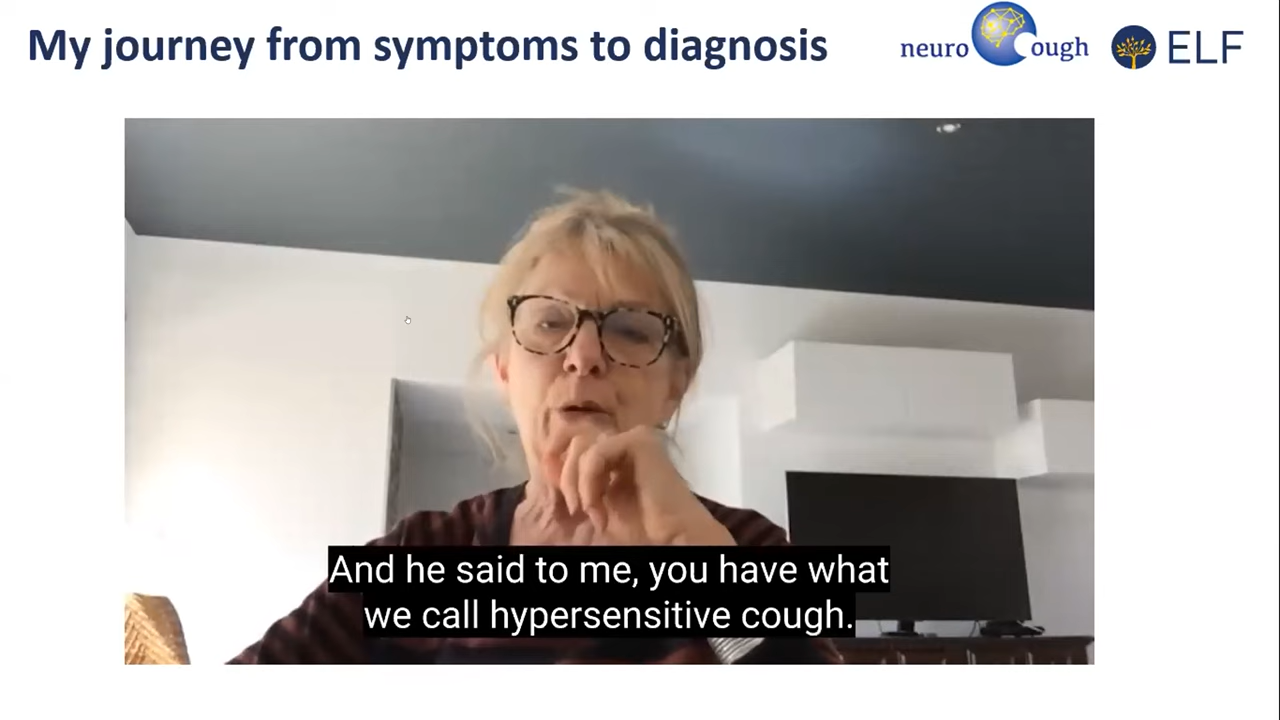 My journey from symptoms to diagnosis
neuro Cough
ELF
And he said to me, you have what
we call hypersensitive cough.